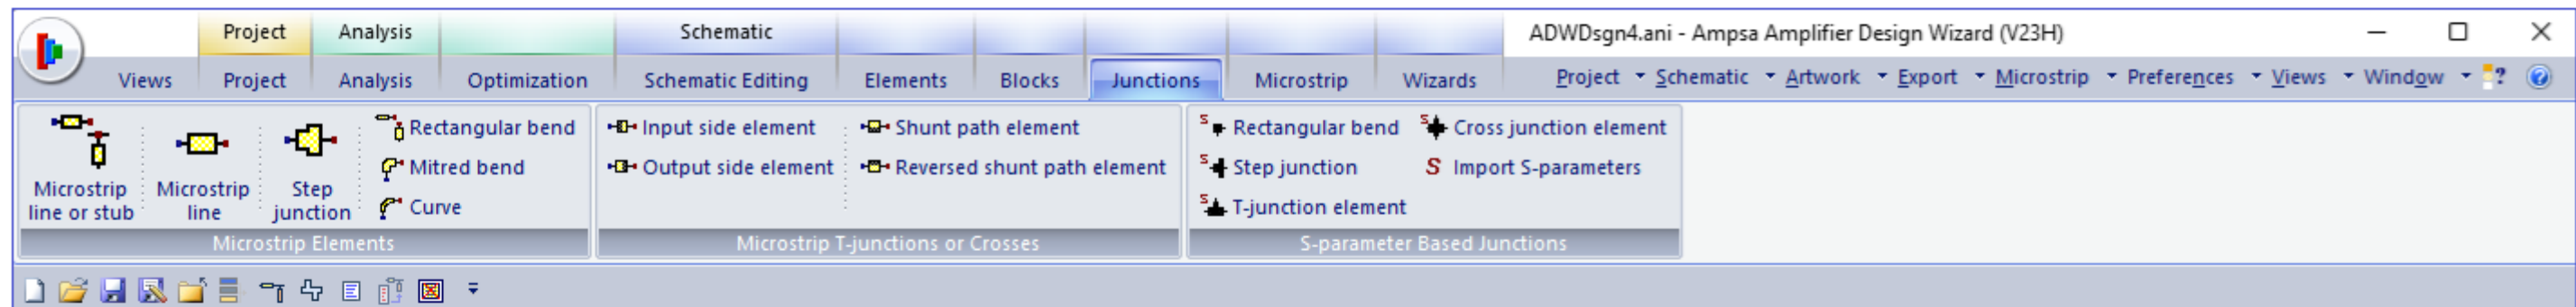 Project Analysis Schematic ADWDsgn4.ani - Ampsa Amplifier Design Wizard (V23H)
Views Project Analysis Optimization Schematic Editing Elements Blocks Junctions Microstrip Wizards Project Schematic Artwork Export Microstrip Preferences Views Window ? ?
Microstrip line or stub
Microstrip line
Step junction
Rectangular bend
Mitred bend
Curve
Microstrip Elements
Input side element
Output side element
Shunt path element
Reversed shunt path element
Microstrip T-junctions or Crosses
S Rectangular bend
S Step junction
S T-junction element
S Cross junction element
S Import S-parameters
S-parameter Based Junctions